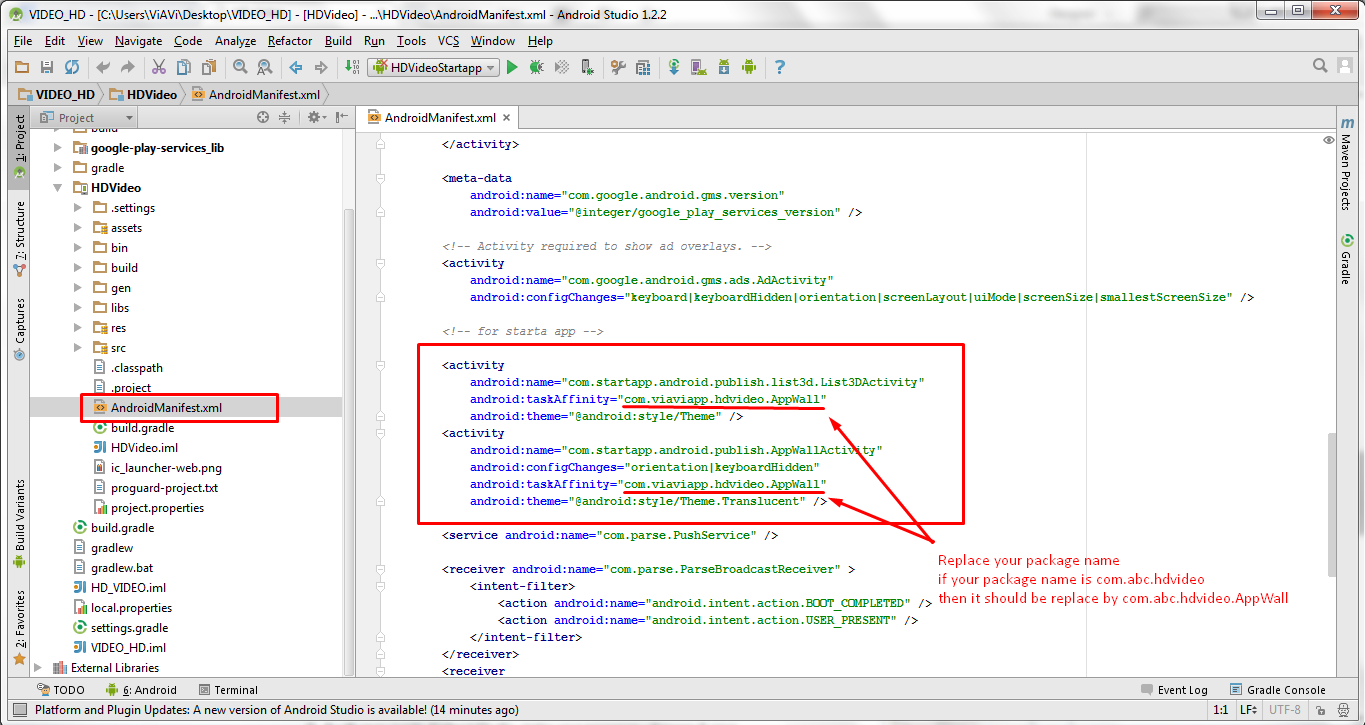 VIDEO_HD - [C:\Users\ViAVi\Desktop\VIDEO_HD] - [HDVideo] - ...\HDVideo\AndroidManifest.xml - Android Studio 1.2.2
File Edit View Navigate Code Analyze Refactor Build Run Tools VCS Window Help
HDVideoStartapp
VIDEO_HD HDVideo AndroidManifest.xml
1: Project
7: Structure
Captures
Build Variants
2: Favorites
Project
build
google-play-services_lib
gradle
HDVideo
.settings
assets
bin
build
gen
libs
res
src
.classpath
.project
AndroidManifest.xml
build.gradle
HDVideo.iml
ic_launcher-web.png
proguard-project.txt
project.properties
build.gradle
gradlew
gradlew.bat
HD_VIDEO.iml
local.properties
settings.gradle
VIDEO_HD.iml
External Libraries
AndroidManifest.xml
</activity>
<meta-data
android:name="com.google.android.gms.version"
android:value="@integer/google_play_services_version" />
<!-- Activity required to show ad overlays. -->
<activity
android:name="com.google.android.gms.ads.AdActivity"
android:configChanges="keyboard|keyboardHidden|orientation|screenLayout|uiMode|screenSize|smallestScreenSize" />
<!-- for starta app -->
<activity
android:name="com.startapp.android.publish.list3d.List3DActivity"
android:taskAffinity="com.viaviapp.hdvideo.AppWall"
android:theme="@android:style/Theme" />
<activity
android:name="com.startapp.android.publish.AppWallActivity"
android:configChanges="orientation|keyboardHidden"
android:taskAffinity="com.viaviapp.hdvideo.AppWall"
android:theme="@android:style/Theme.Translucent" />
<service android:name="com.parse.PushService" />
<receiver android:name="com.parse.ParseBroadcastReceiver" >
<intent-filter>
<action android:name="android.intent.action.BOOT_COMPLETED" />
<action android:name="android.intent.action.USER_PRESENT" />
</intent-filter>
</receiver>
<receiver
Replace your package name
if your package name is com.abc.hdvideo
then it should be replace by com.abc.hdvideo.AppWall
m Maven Projects
Gradle
TODO 6: Android Terminal Event Log Gradle Console
Platform and Plugin Updates: A new version of Android Studio is available! (14 minutes ago) 1:1 LF÷ UTF-8